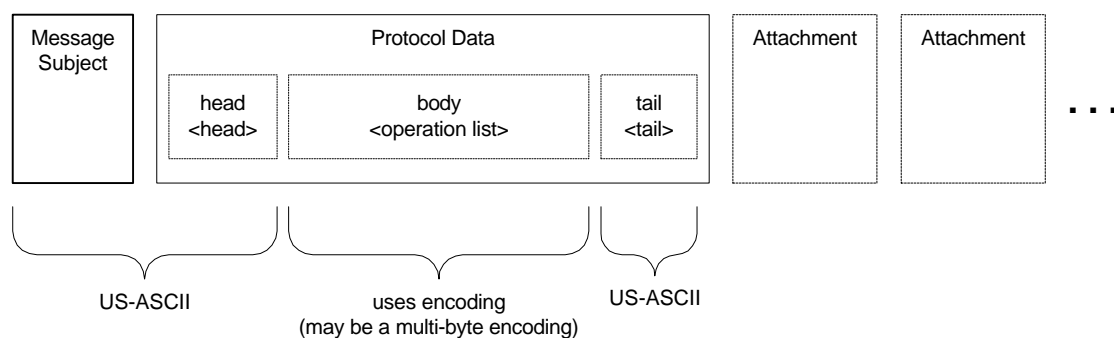 Message
Subject
Protocol Data
Attachment
Attachment
head
<head>
body
<operation list>
tail
<tail>
. . .
US-ASCII
uses encoding
(may be a multi-byte encoding)
US-ASCII